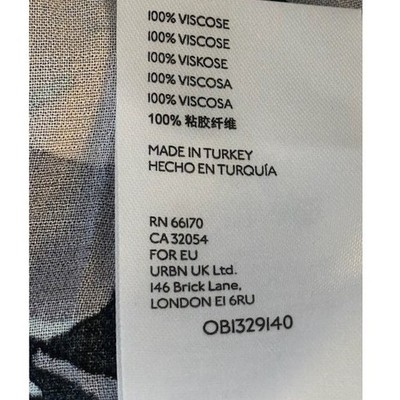 100% VISCOSE
100% VISCOSE
100% VISKOSE
100% VISCOSA
100% VISCOSA
100% 粘胶纤维
MADE IN TURKEY
HECHO EN TURQUÍA
RN 66170
CA 32054
FOR EU
URBN UK Ltd.
146 Brick Lane,
LONDON E1 6RU
OB1329140